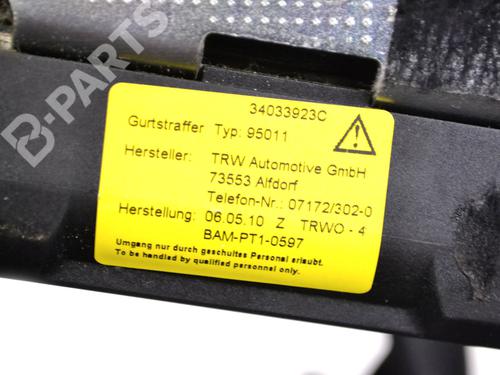 B-PARTS
34033923C
Gurtstraffer Typ: 95011
Hersteller: TRW Automotive GmbH
73553 Alfdorf
Telefon-Nr.: 07172/302-0
Herstellung: 06.05.10 Z TRWO - 4
BAM-PT1-0597
Umgang nur durch geschultes Personal erlaubt.
To be handled by qualified personnel only.